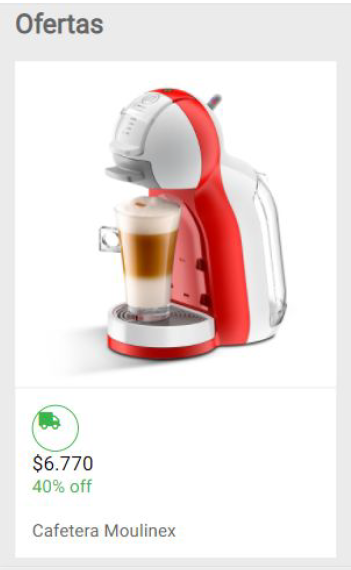 Ofertas
$6.770
40% off
Cafetera Moulinex